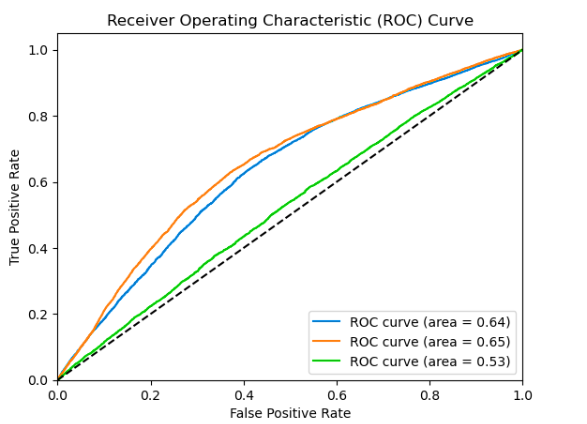 Receiver Operating Characteristic (ROC) Curve
1.0
0.8
0.6
0.4
0.2
0.0
True Positive Rate
ROC curve (area = 0.64)
ROC curve (area = 0.65)
ROC curve (area = 0.53)
0.0 0.2 0.4 0.6 0.8 1.0
False Positive Rate